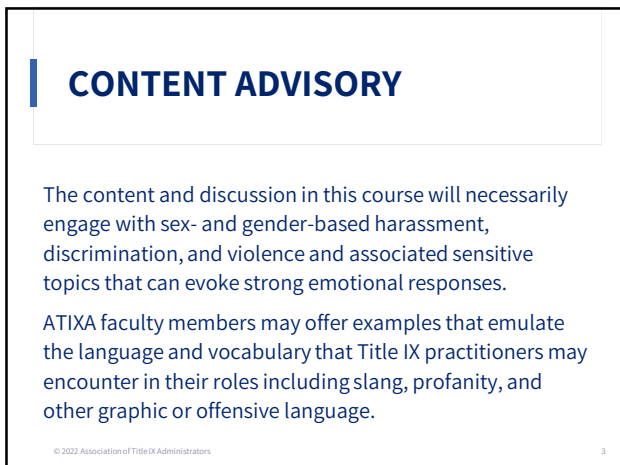 CONTENT ADVISORY
The content and discussion in this course will necessarily
engage with sex- and gender-based harassment,
discrimination, and violence and associated sensitive
topics that can evoke strong emotional responses.
ATIXA faculty members may offer examples that emulate
the language and vocabulary that Title IX practitioners may
encounter in their roles including slang, profanity, and
other graphic or offensive language.
© 2022 Association of Title IX Administrators
3